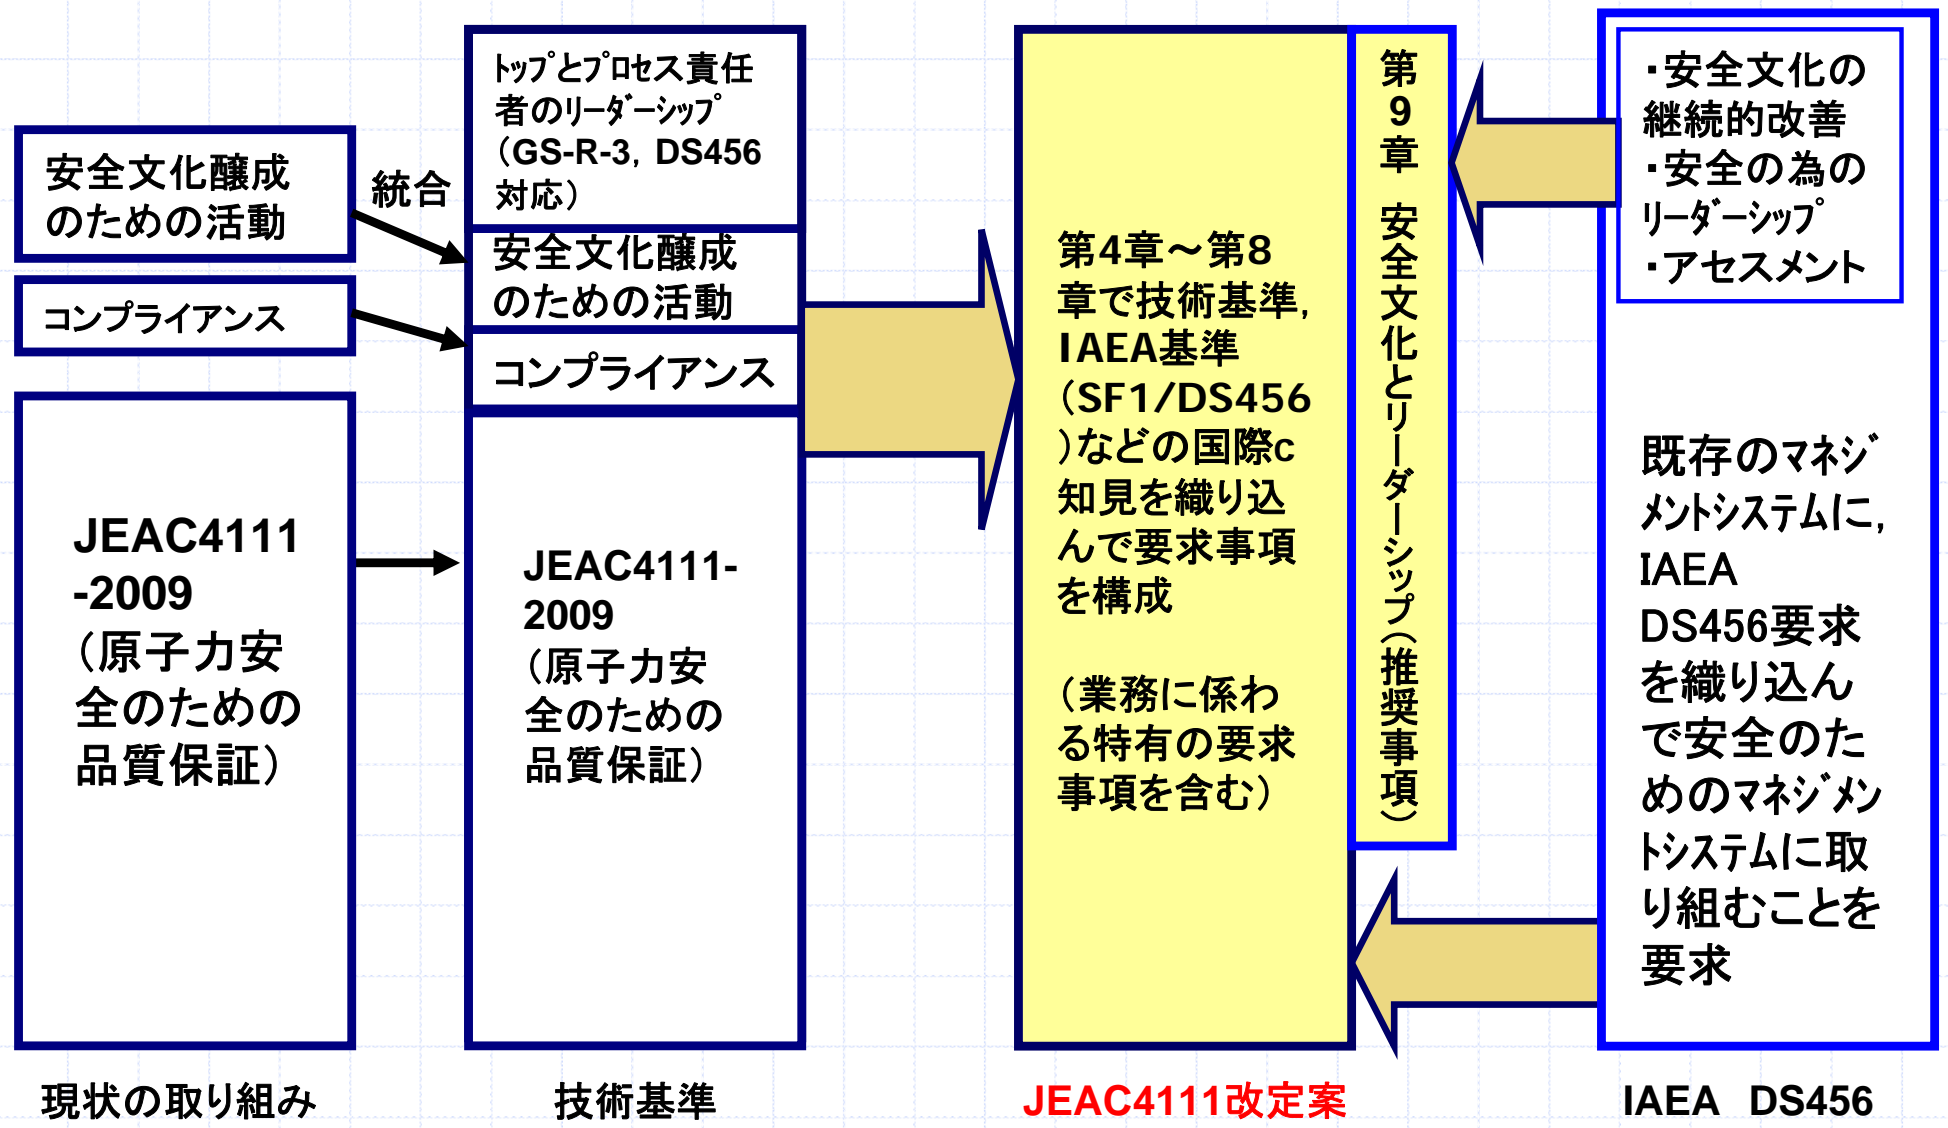 安全文化醸成
のための活動
コンプライアンス
JEAC4111
-2009
（原子力安
全のための
品質保証）
現状の取り組み
統合
トップとプロセス責任
者のリーダーシップ
（GS-R-3，DS456
対応）
安全文化醸成
のための活動
コンプライアンス
JEAC4111-
2009
（原子力安
全のための
品質保証）
技術基準
第4章～第8
章で技術基準，
IAEA基準
（SF1/DS456
）などの国際c
知見を織り込
んで要求事項
を構成
（業務に係わ
る特有の要求
事項を含む）
JEAC4111改定案
第9章　安全文化とリーダーシップ（推奨事項）
・安全文化の
継続的改善
・安全の為の
リーダーシップ
・アセスメント
既存のマネジ
メントシステムに，
IAEA
DS456要求
を織り込ん
で安全のた
めのマネジメン
トシステムに取
り組むことを
要求
IAEA　DS456